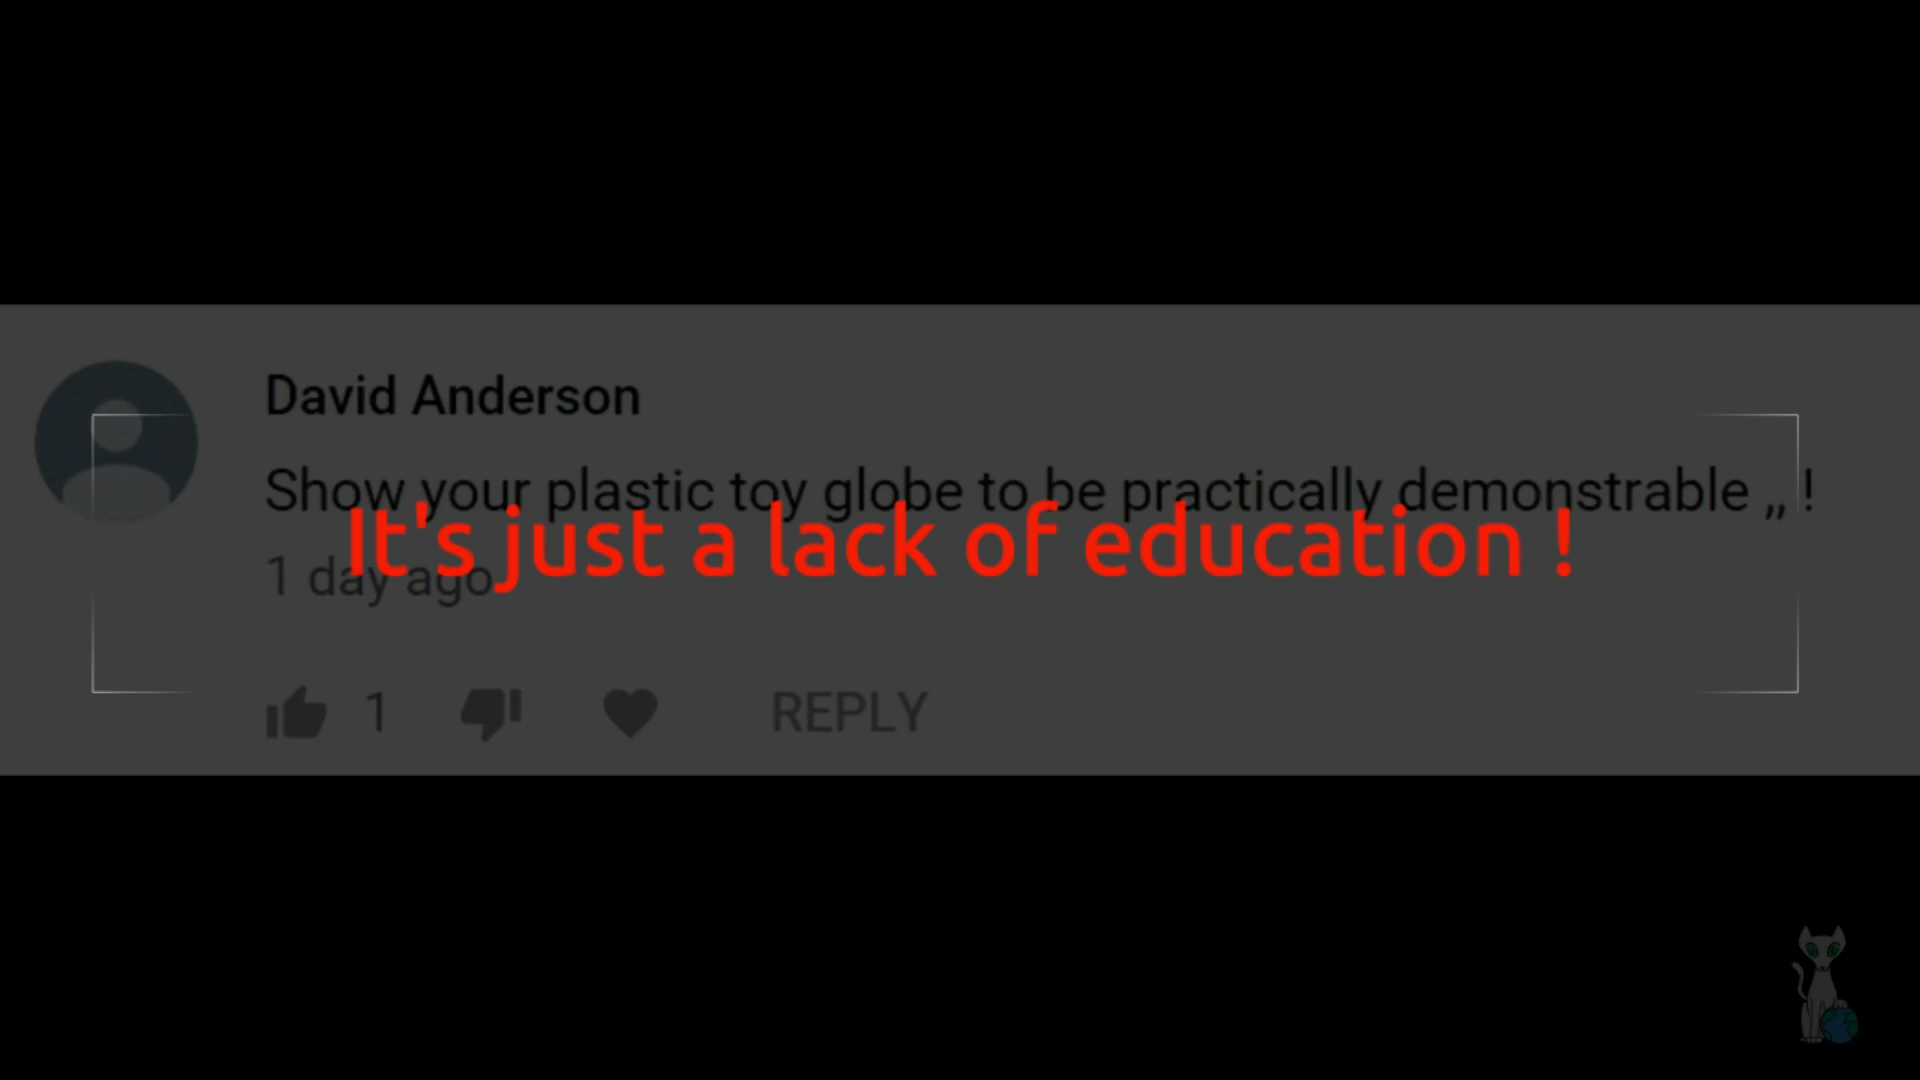 David Anderson
Show your plastic toy globe to be practically demonstrable ,, !
It's just a lack of education !
1 day ago
1 REPLY